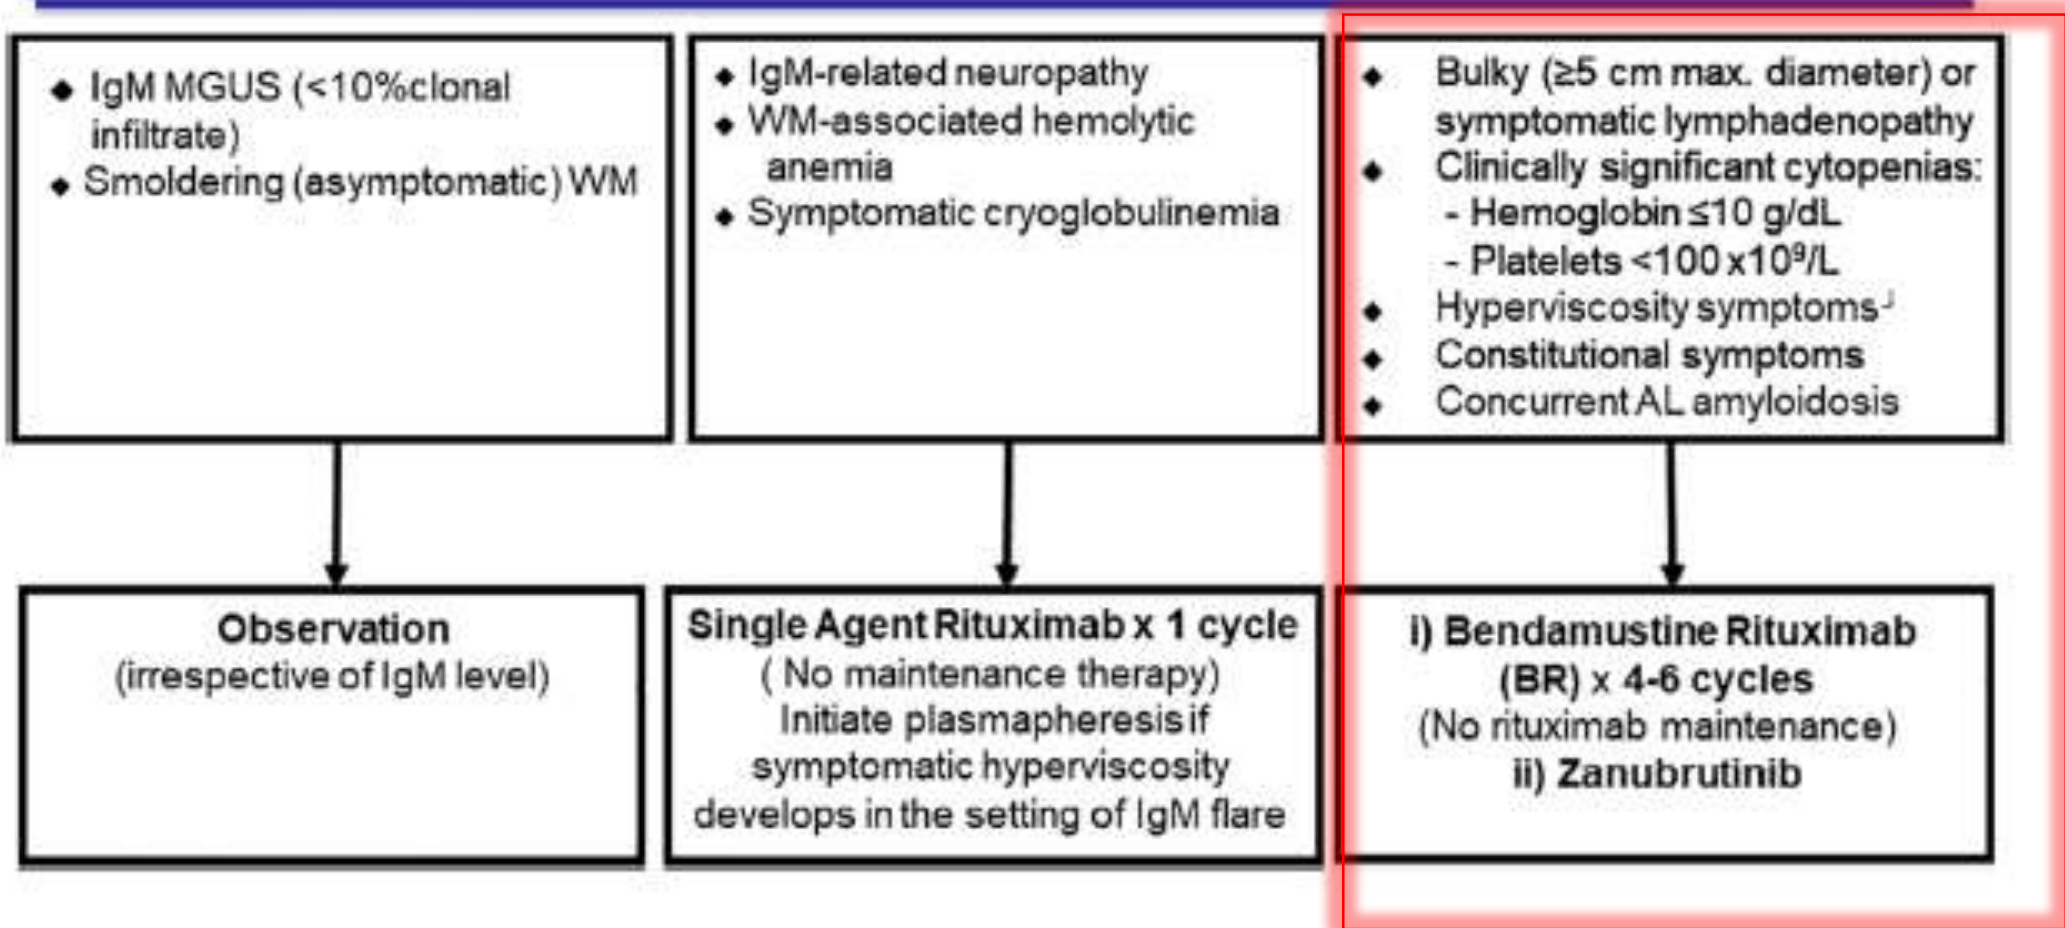 ◆ IgM MGUS (<10%clonal
infiltrate)
◆ Smoldering (asymptomatic) WM
◆ IgM-related neuropathy
◆ WM-associated hemolytic
anemia
◆ Symptomatic cryoglobulinemia
◆ Bulky (≥5 cm max. diameter) or
symptomatic lymphadenopathy
◆ Clinically significant cytopenias:
- Hemoglobin ≤10 g/dL
- Platelets <100 x10⁹/L
◆ Hyperviscosity symptoms┘
◆ Constitutional symptoms
◆ Concurrent AL amyloidosis
Observation
(irrespective of IgM level)
Single Agent Rituximab x 1 cycle
( No maintenance therapy)
Initiate plasmapheresis if
symptomatic hyperviscosity
develops in the setting of IgM flare
i) Bendamustine Rituximab
(BR) x 4-6 cycles
(No rituximab maintenance)
ii) Zanubrutinib